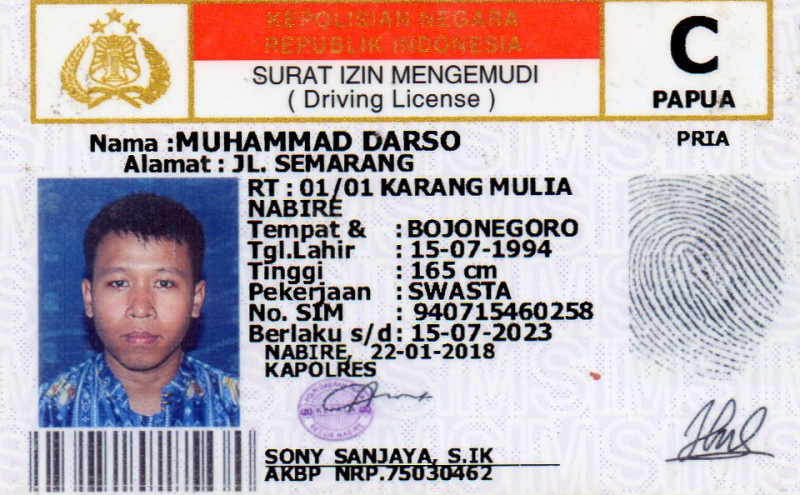 KEPOLISIAN NEGARA
REPUBLIK INDONESIA
SURAT IZIN MENGEMUDI
( Driving License )
C
PAPUA
Nama :MUHAMMAD DARSO
PRIA
Alamat : JL. SEMARANG
RT : 01/01 KARANG MULIA
NABIRE
Tempat & : BOJONEGORO
Tgl.Lahir : 15-07-1994
Tinggi : 165 cm
Pekerjaan : SWASTA
No. SIM : 940715460258
Berlaku s/d : 15-07-2023
NABIRE, 22-01-2018
KAPOLRES
SONY SANJAYA, S.IK
AKBP NRP.75030462